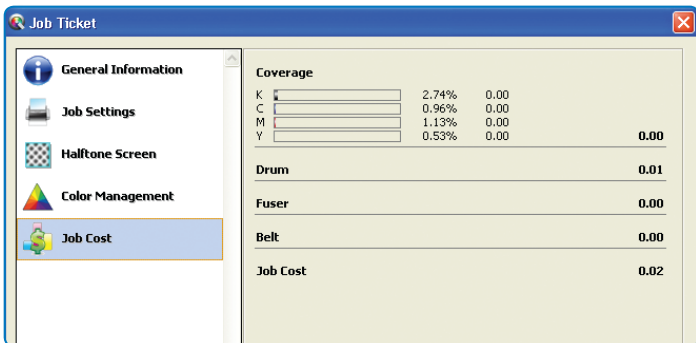 Job Ticket
General Information
Job Settings
Halftone Screen
Color Management
Job Cost
Coverage
K 2.74% 0.00
C 0.96% 0.00
M 1.13% 0.00
Y 0.53% 0.00 0.00
Drum 0.01
Fuser 0.00
Belt 0.00
Job Cost 0.02